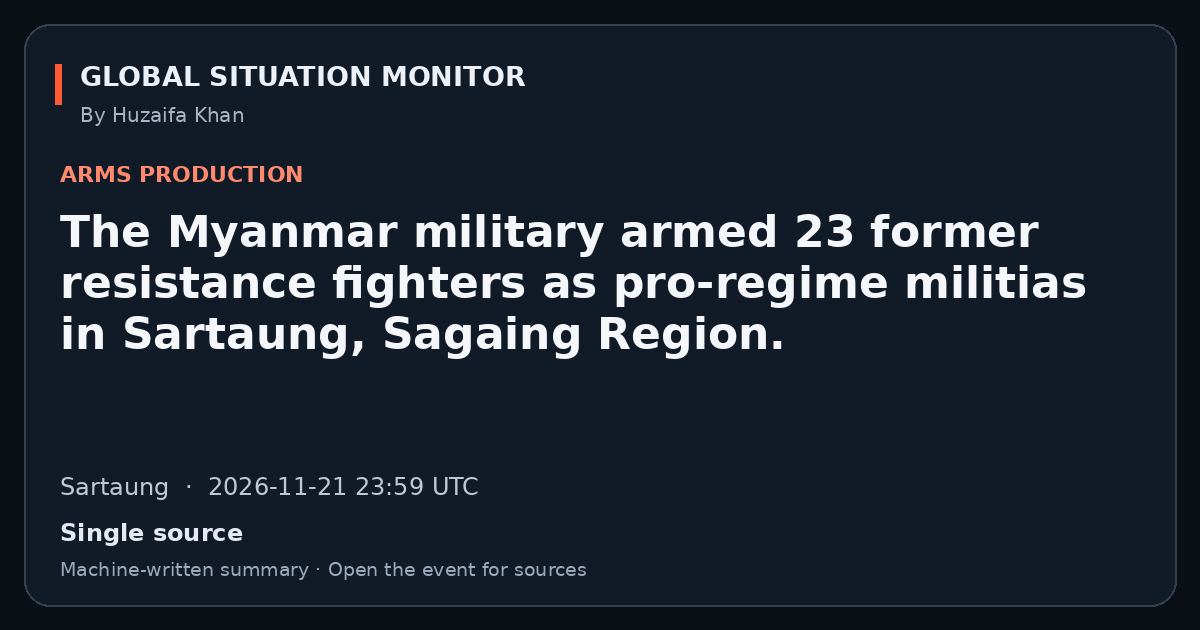 GLOBAL SITUATION MONITOR
By Huzaifa Khan
ARMS PRODUCTION
The Myanmar military armed 23 former
resistance fighters as pro-regime militias
in Sartaung, Sagaing Region.
Sartaung · 2026-11-21 23:59 UTC
Single source
Machine-written summary · Open the event for sources